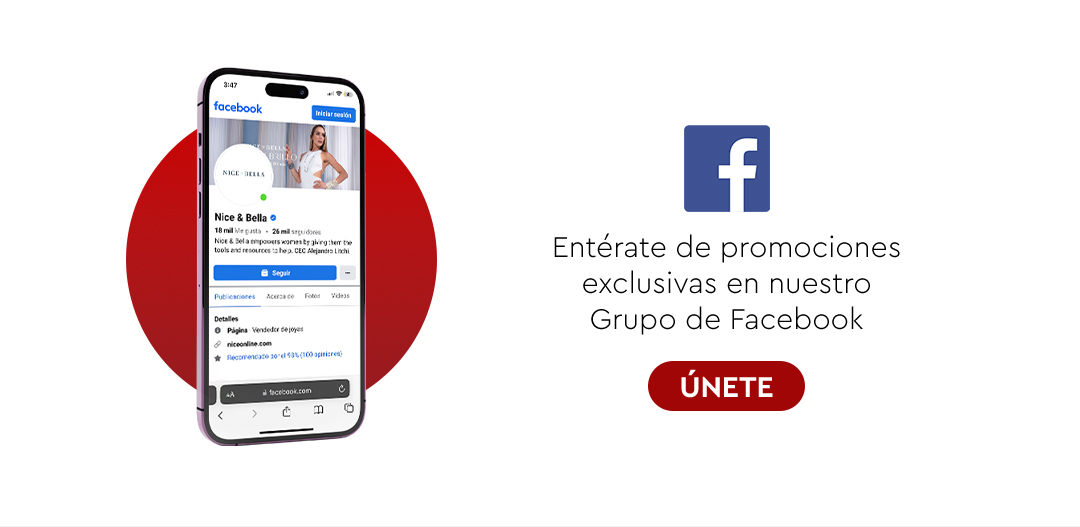 3:47
facebook
Iniciar sesión
NICE BELLA
Nice & Bella
18 mil Me gusta • 26 mil seguidores
Nice & Bella empowers women by giving them the
tools and resources to help. CEO Alejandro Litchi.
Seguir
Publicaciones Acerca de Fotos Videos
Detalles
Página · Vendedor de joyas
niceonline.com
Recomendado por el 93% (100 opiniones)
AA facebook.com
Entérate de promociones
exclusivas en nuestro
Grupo de Facebook
ÚNETE